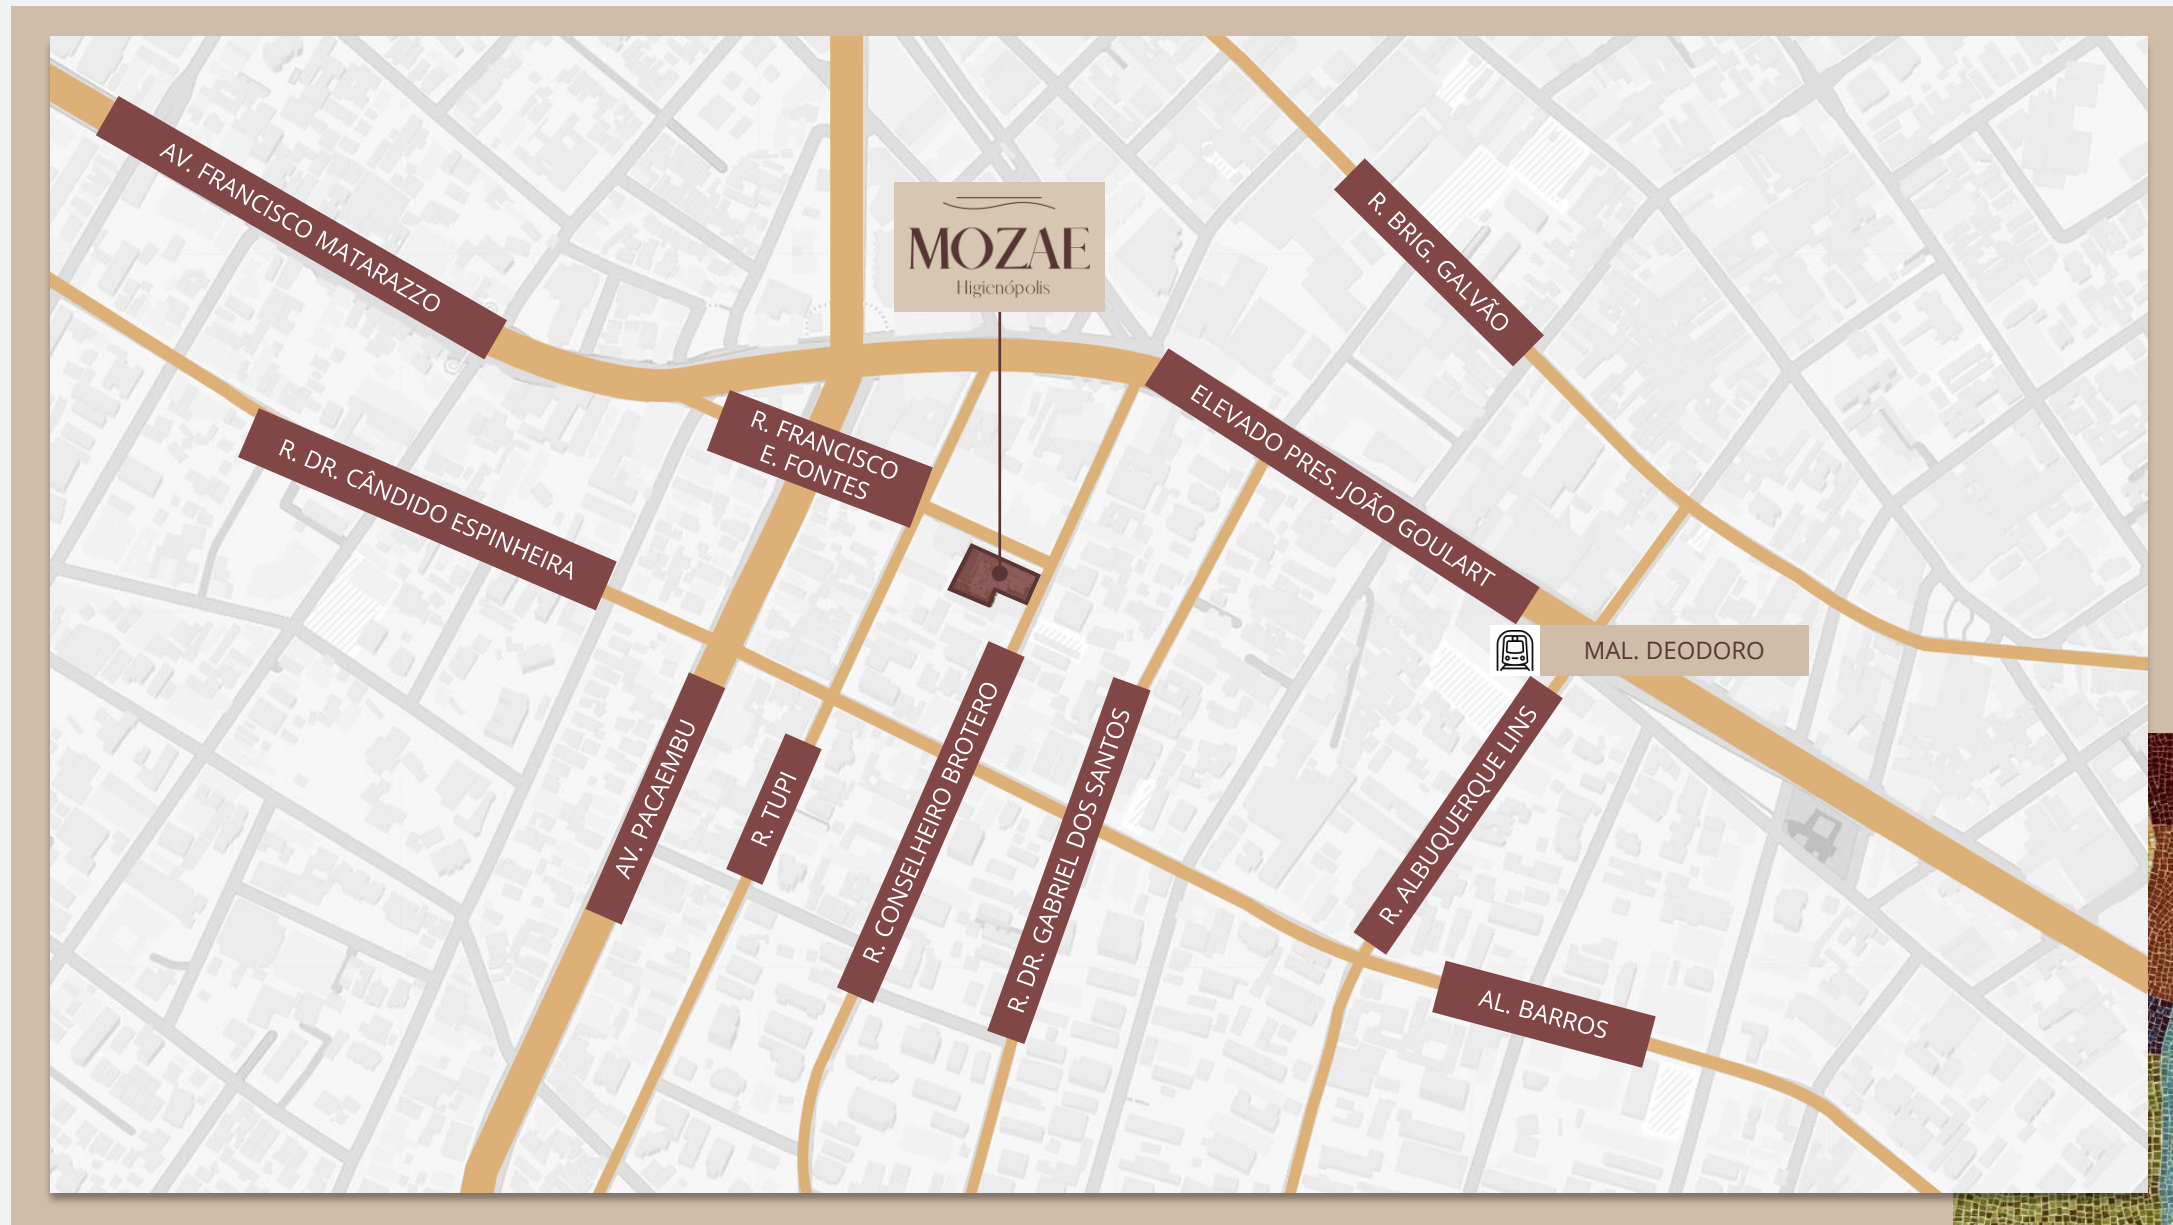 AV. FRANCISCO MATARAZZO
MOZAE
Higienópolis
R. BRIG. GALVÃO
R. DR. CÂNDIDO ESPINHEIRA
R. FRANCISCO
E. FONTES
ELEVADO PRES. JOÃO GOULART
MAL. DEODORO
AV. PACAEMBU
R. TUPI
R. CONSELHEIRO BROTERO
R. DR. GABRIEL DOS SANTOS
R. ALBUQUERQUE LINS
AL. BARROS